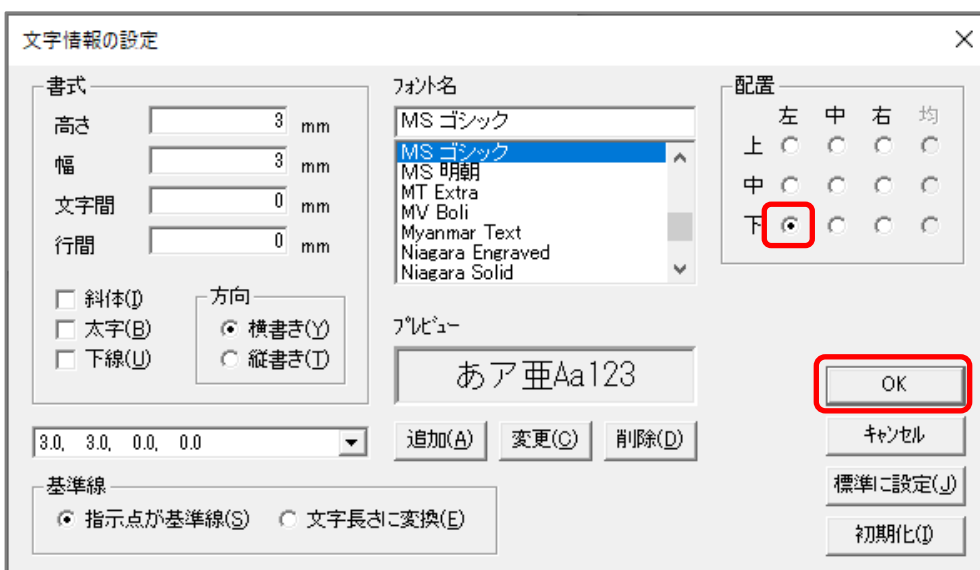 文字情報の設定
書式
高さ 3 mm
幅 3 mm
文字間 0 mm
行間 0 mm
斜体(I)
太字(B)
下線(U)
方向
横書き(Y)
縦書き(T)
3.0, 3.0, 0.0, 0.0
基準線
指示点が基準線(S) 文字長さに変換(E)
フォント名
MS ゴシック
MS ゴシック
MS 明朝
MT Extra
MV Boli
Myanmar Text
Niagara Engraved
Niagara Solid
プレビュー
あア亜Aa123
追加(A) 変更(C) 削除(D)
配置
左 中 右 均
上
中
下
OK
キャンセル
標準に設定(J)
初期化(I)